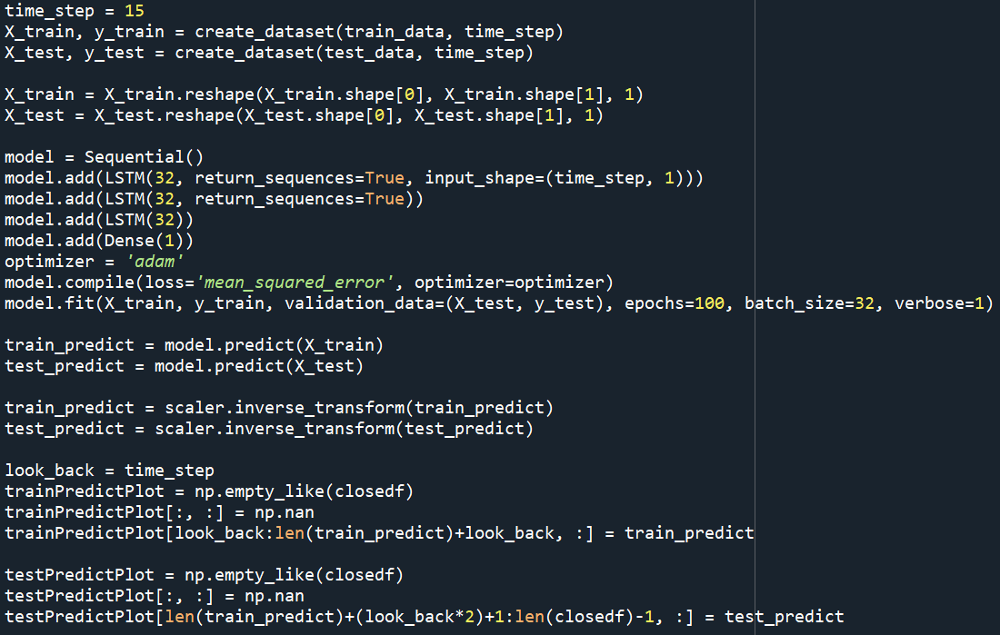 time_step = 15
X_train, y_train = create_dataset(train_data, time_step)
X_test, y_test = create_dataset(test_data, time_step)
X_train = X_train.reshape(X_train.shape[0], X_train.shape[1], 1)
X_test = X_test.reshape(X_test.shape[0], X_test.shape[1], 1)
model = Sequential()
model.add(LSTM(32, return_sequences=True, input_shape=(time_step, 1)))
model.add(LSTM(32, return_sequences=True))
model.add(LSTM(32))
model.add(Dense(1))
optimizer = 'adam'
model.compile(loss='mean_squared_error', optimizer=optimizer)
model.fit(X_train, y_train, validation_data=(X_test, y_test), epochs=100, batch_size=32, verbose=1)
train_predict = model.predict(X_train)
test_predict = model.predict(X_test)
train_predict = scaler.inverse_transform(train_predict)
test_predict = scaler.inverse_transform(test_predict)
look_back = time_step
trainPredictPlot = np.empty_like(closedf)
trainPredictPlot[:, :] = np.nan
trainPredictPlot[look_back:len(train_predict)+look_back, :] = train_predict
testPredictPlot = np.empty_like(closedf)
testPredictPlot[:, :] = np.nan
testPredictPlot[len(train_predict)+(look_back*2)+1:len(closedf)-1, :] = test_predict